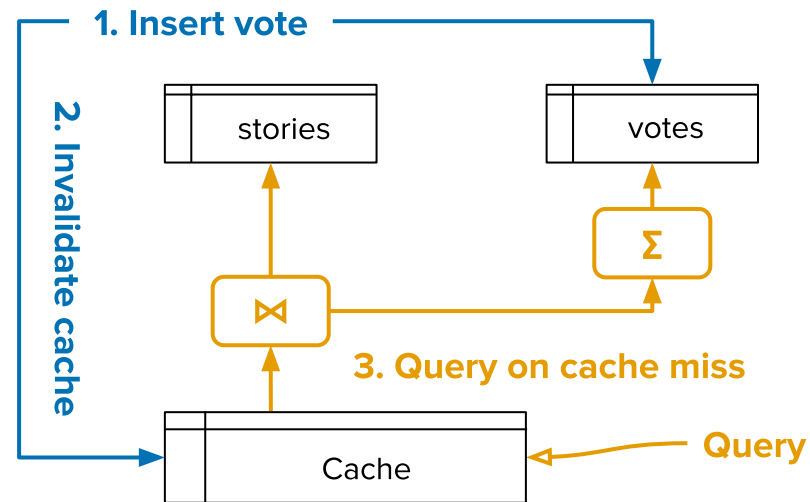 1. Insert vote
stories
votes
2. Invalidate cache
Σ
⋈
3. Query on cache miss
Query
Cache